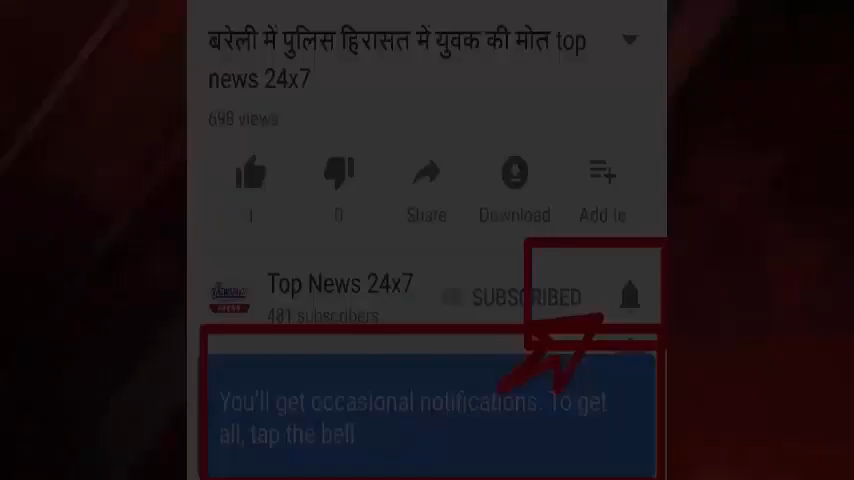 बरेली में पुलिस हिरासत में युवक की मोत top
news 24x7
698 views
1
0
Share
Download
Add to
Top News 24x7
SUBSCRIBED
401 subscribers
You'll get occasional notifications. To get
all, tap the bell